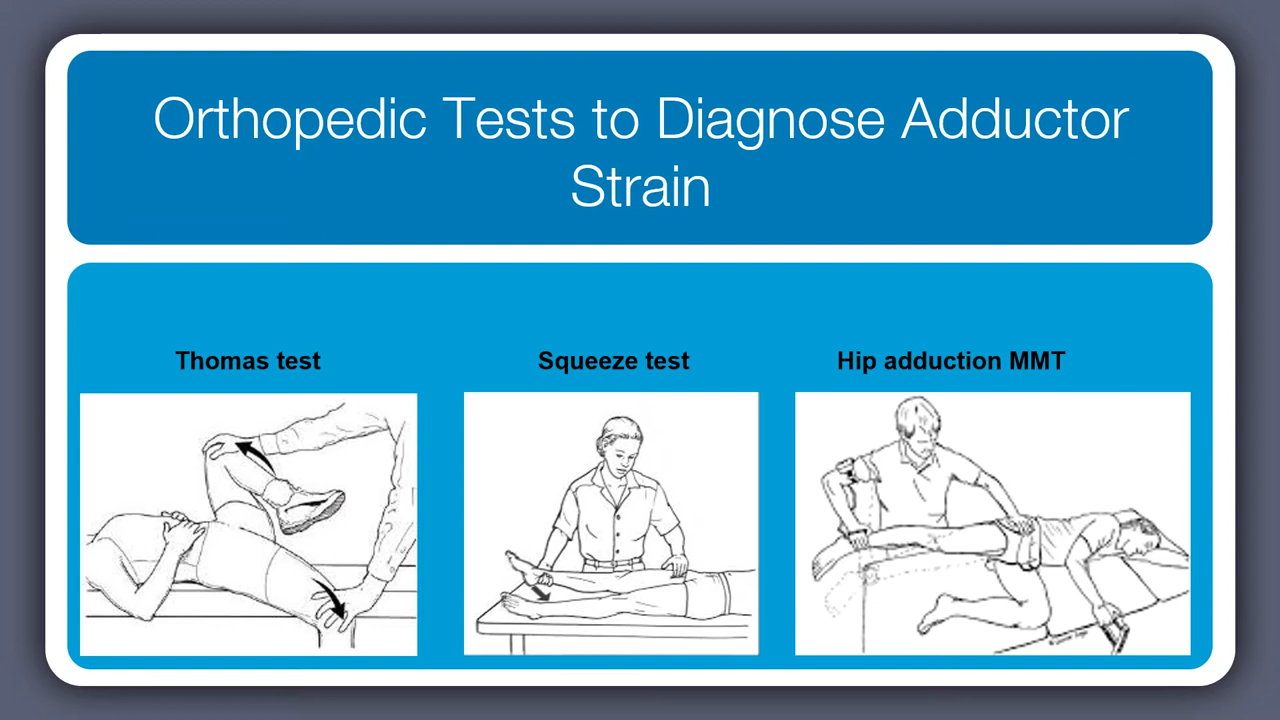 Orthopedic Tests to Diagnose Adductor
Strain
Thomas test
Squeeze test
Hip adduction MMT